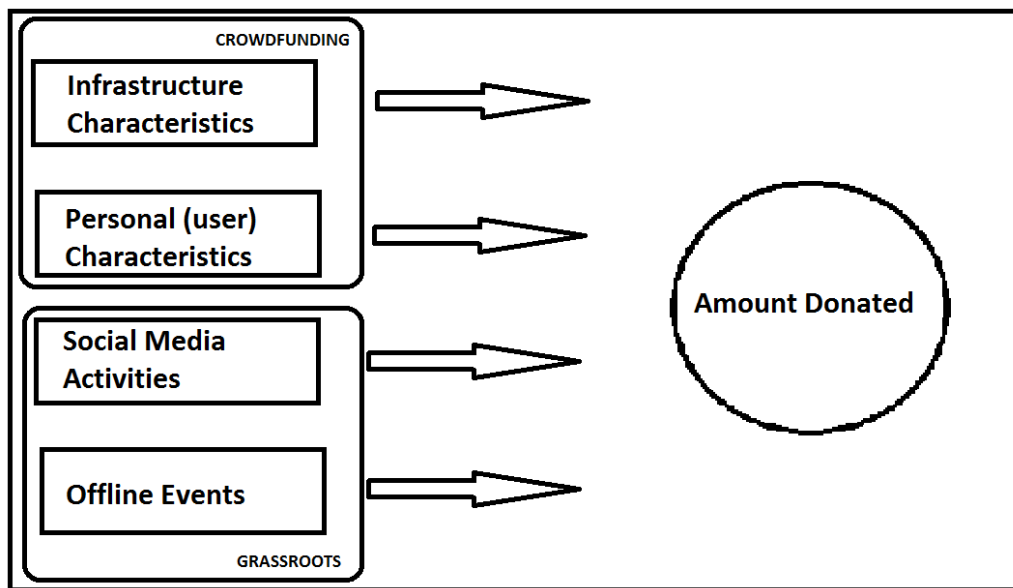 CROWDFUNDING
Infrastructure
Characteristics
Personal (user)
Characteristics
Social Media
Activities
Offline Events
GRASSROOTS
Amount Donated